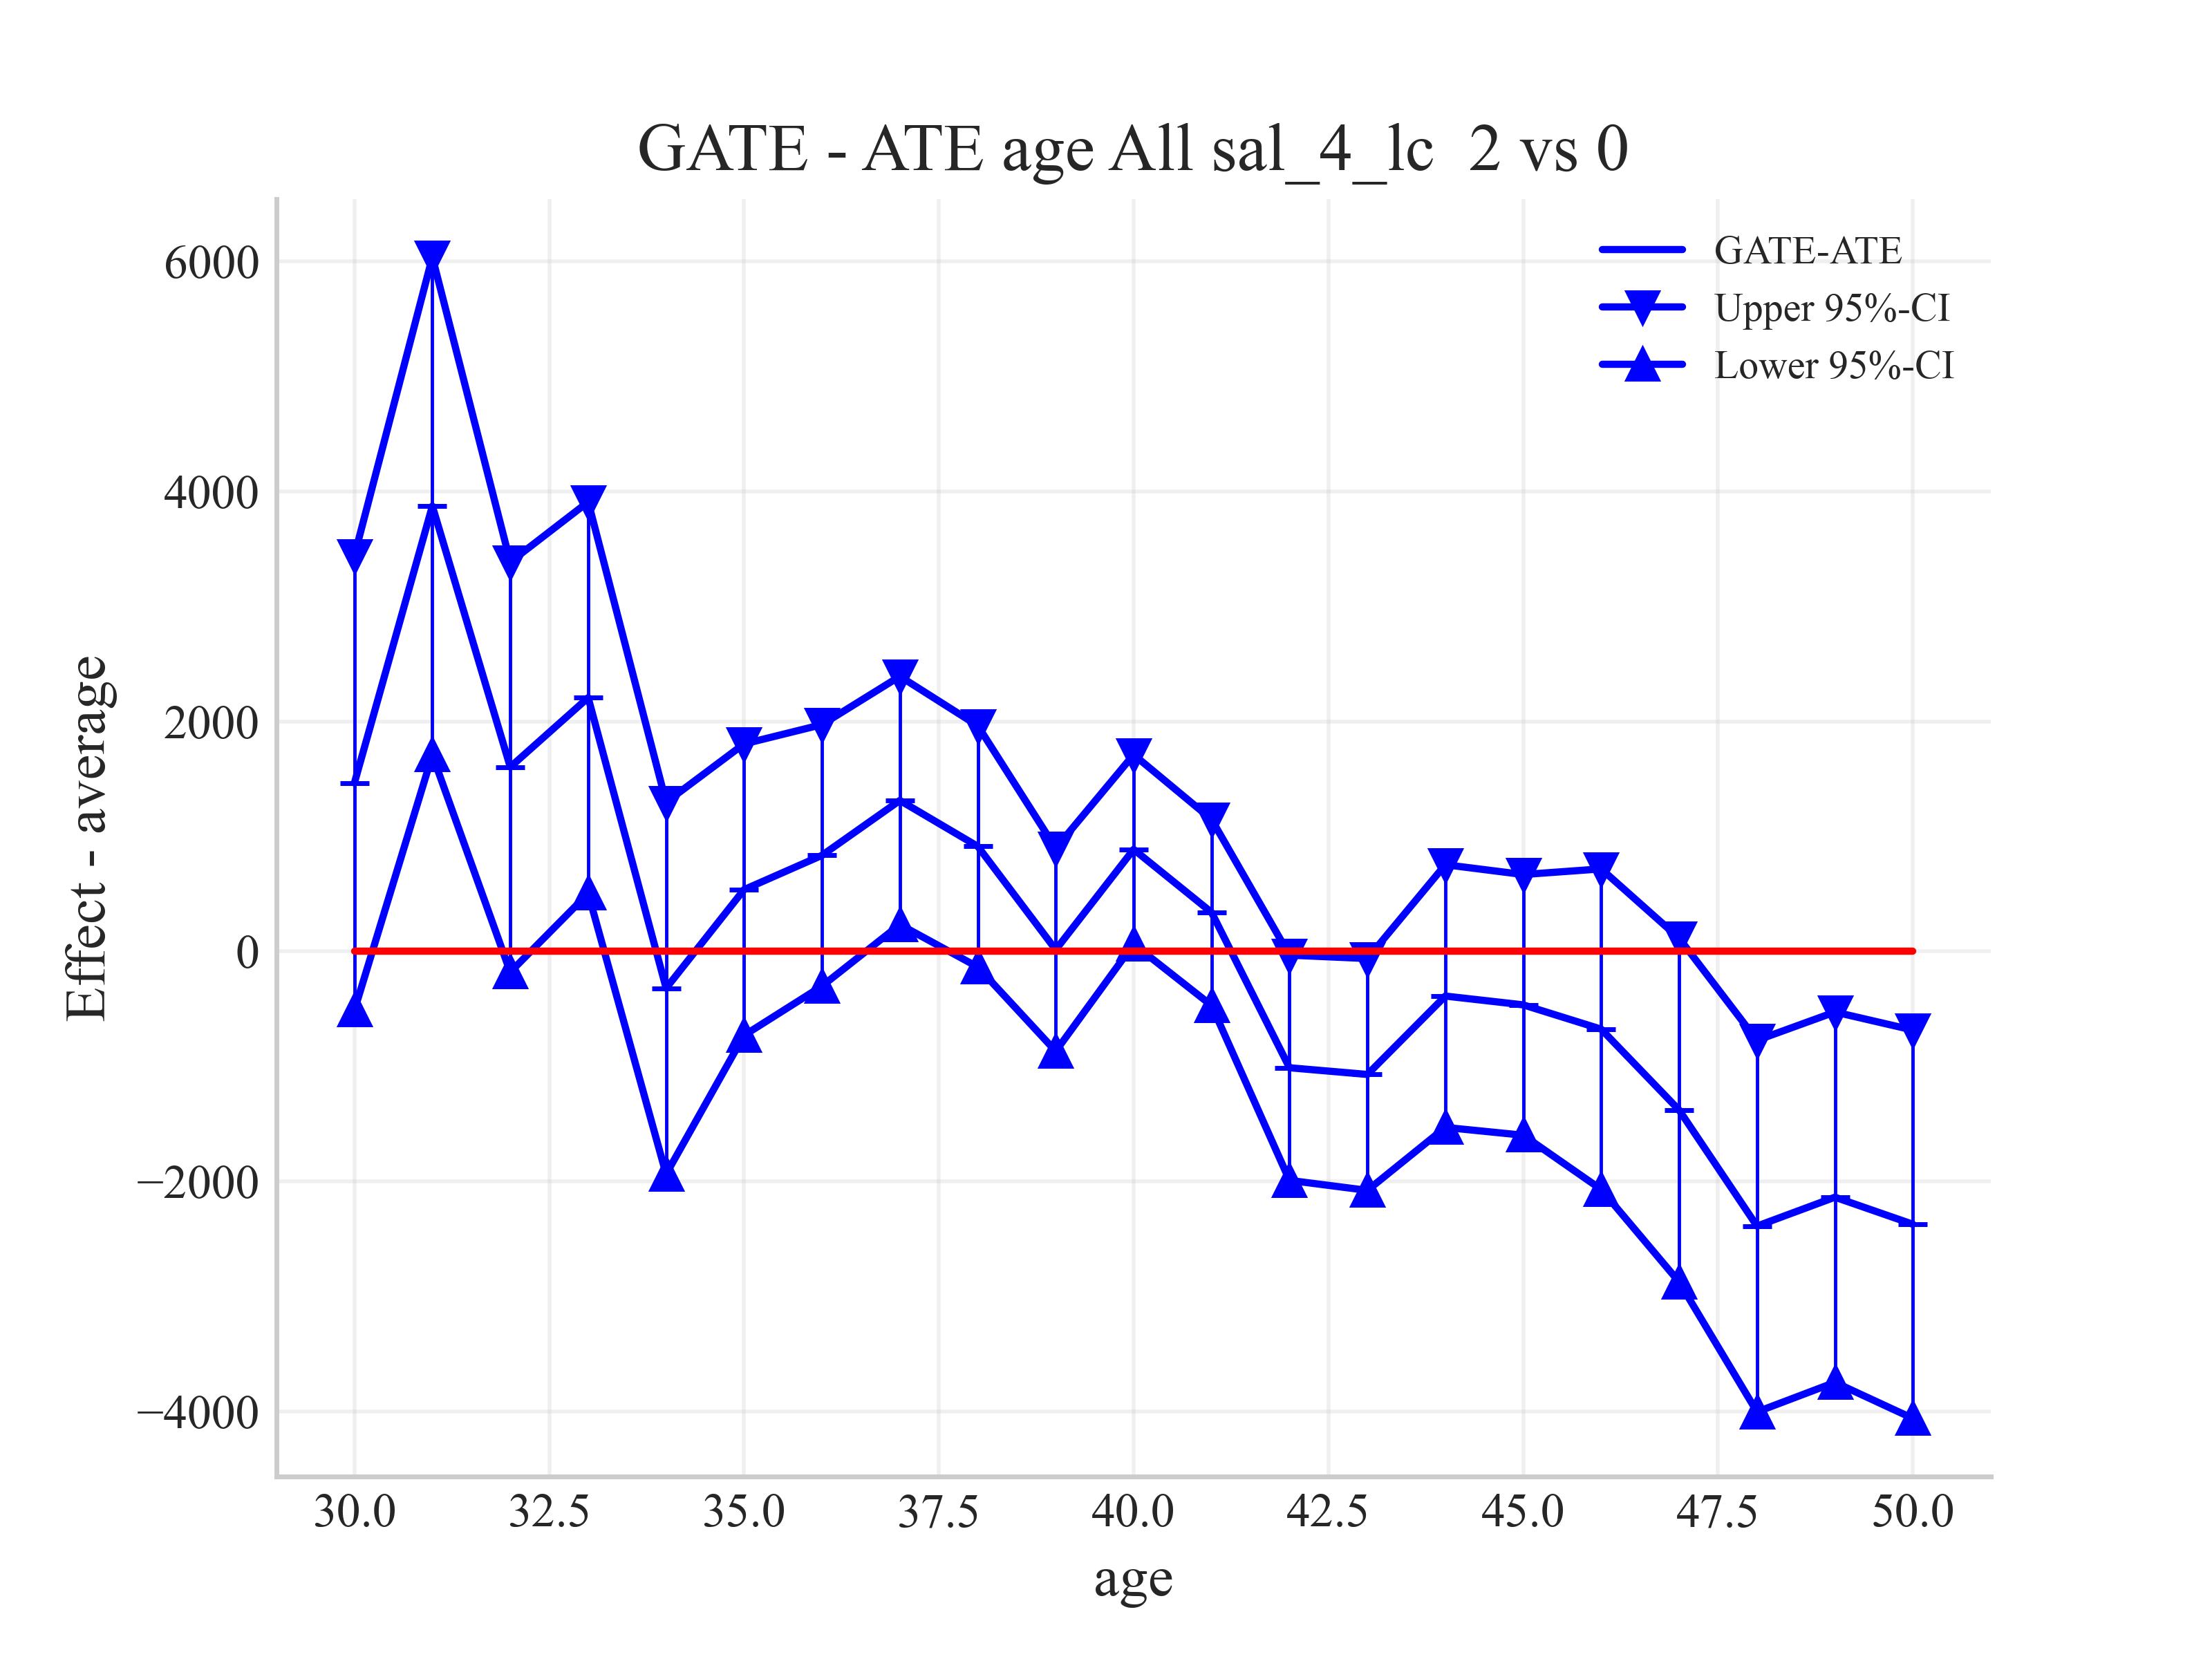 GATE - ATE age All sal_4_lc  2 vs 0
GATE-ATE
Upper 95%-CI
Lower 95%-CI
Effect - average
6000
4000
2000
0
−2000
−4000
30.0 32.5 35.0 37.5 40.0 42.5 45.0 47.5 50.0
age